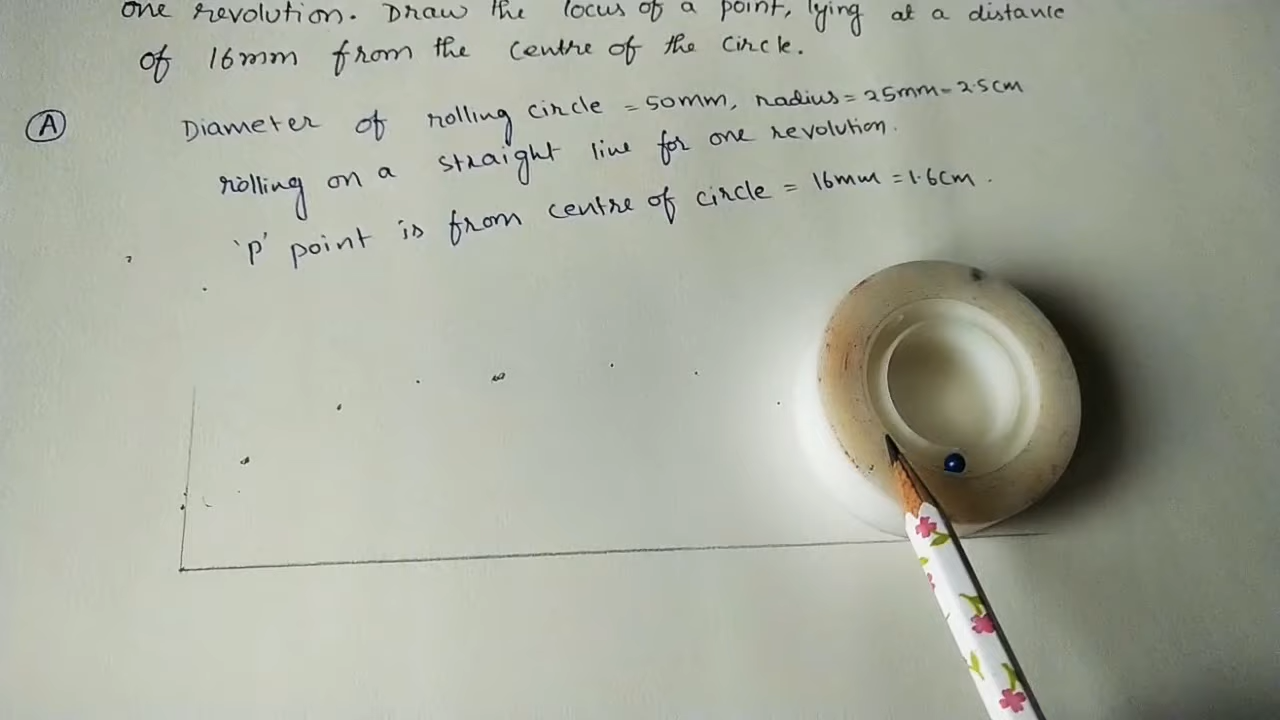 one revolution. Draw the locus of a point, lying at a distance
of 16mm from the centre of the circle.
A Diameter of rolling circle = 50mm, radius = 25mm = 2.5cm
rolling on a straight line for one revolution.
'P' point is from centre of circle = 16mm = 1.6cm.